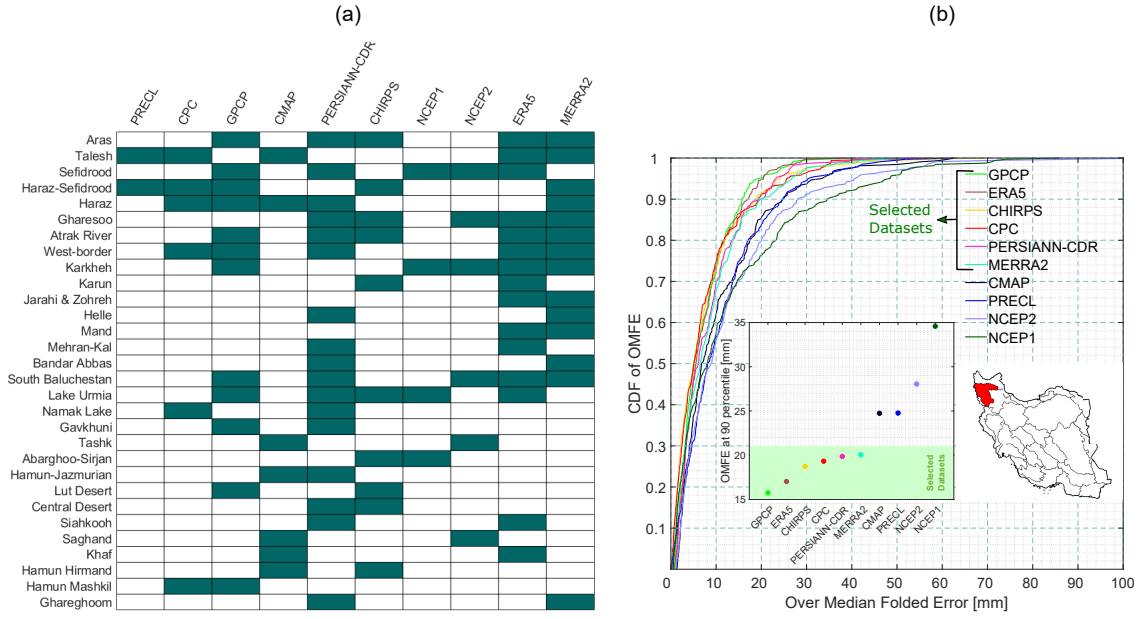 (a)
PRECL
CPC
GPCP
CMAP
PERSIANN-CDR
CHIRPS
NCEP1
NCEP2
ERA5
MERRA2
Aras
Talesh
Sefidrood
Haraz-Sefidrood
Haraz
Gharesoo
Atrak River
West-border
Karkheh
Karun
Jarahi & Zohreh
Helle
Mand
Mehran-Kal
Bandar Abbas
South Baluchestan
Lake Urmia
Namak Lake
Gavkhuni
Tashk
Abarghoo-Sirjan
Hamun-Jazmurian
Lut Desert
Central Desert
Siahkooh
Saghand
Khaf
Hamun Hirmand
Hamun Mashkil
Ghareghoom
(b)
CDF of OMFE
1
0.9
0.8
0.7
0.6
0.5
0.4
0.3
0.2
0.1
0
10
20
30
40
50
60
70
80
90
100
Over Median Folded Error [mm]
Selected
Datasets
GPCP
ERA5
CHIRPS
CPC
PERSIANN-CDR
MERRA2
CMAP
PRECL
NCEP2
NCEP1
OMFE at 90 percentile [mm]
35
30
25
20
15
Selected
Datasets
GPCP
ERA5
CHIRPS
CPC
PERSIANN-CDR
MERRA2
CMAP
PRECL
NCEP2
NCEP1